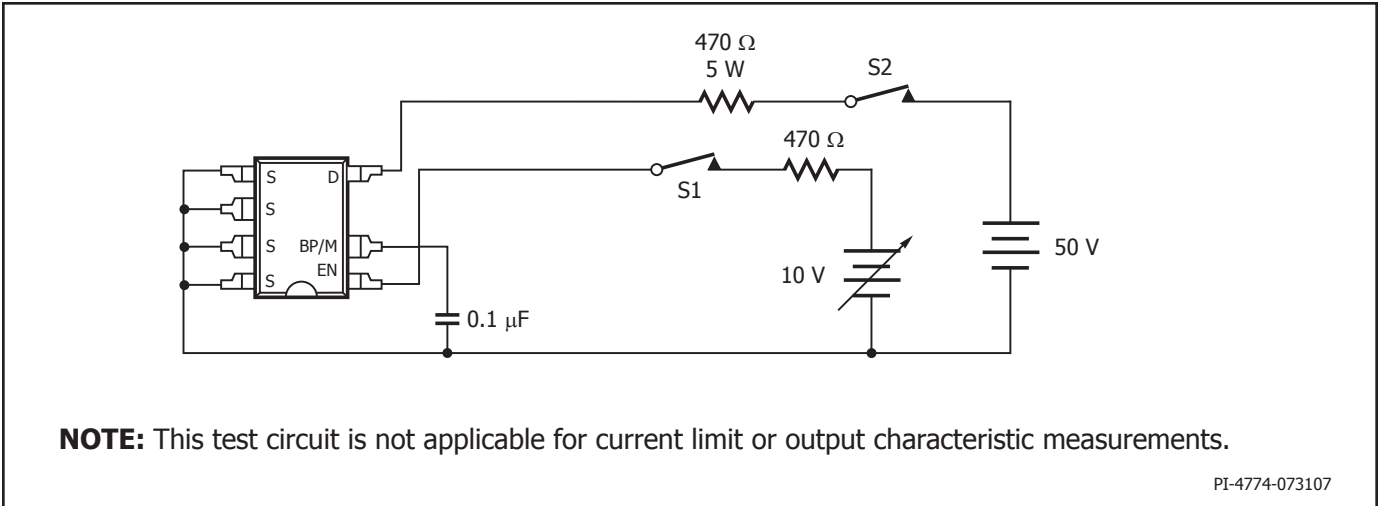 470 Ω
5 W
S2
470 Ω
S1
S D
S
S BP/M
EN
S
10 V
50 V
0.1 µF
NOTE: This test circuit is not applicable for current limit or output characteristic measurements.
PI-4774-073107